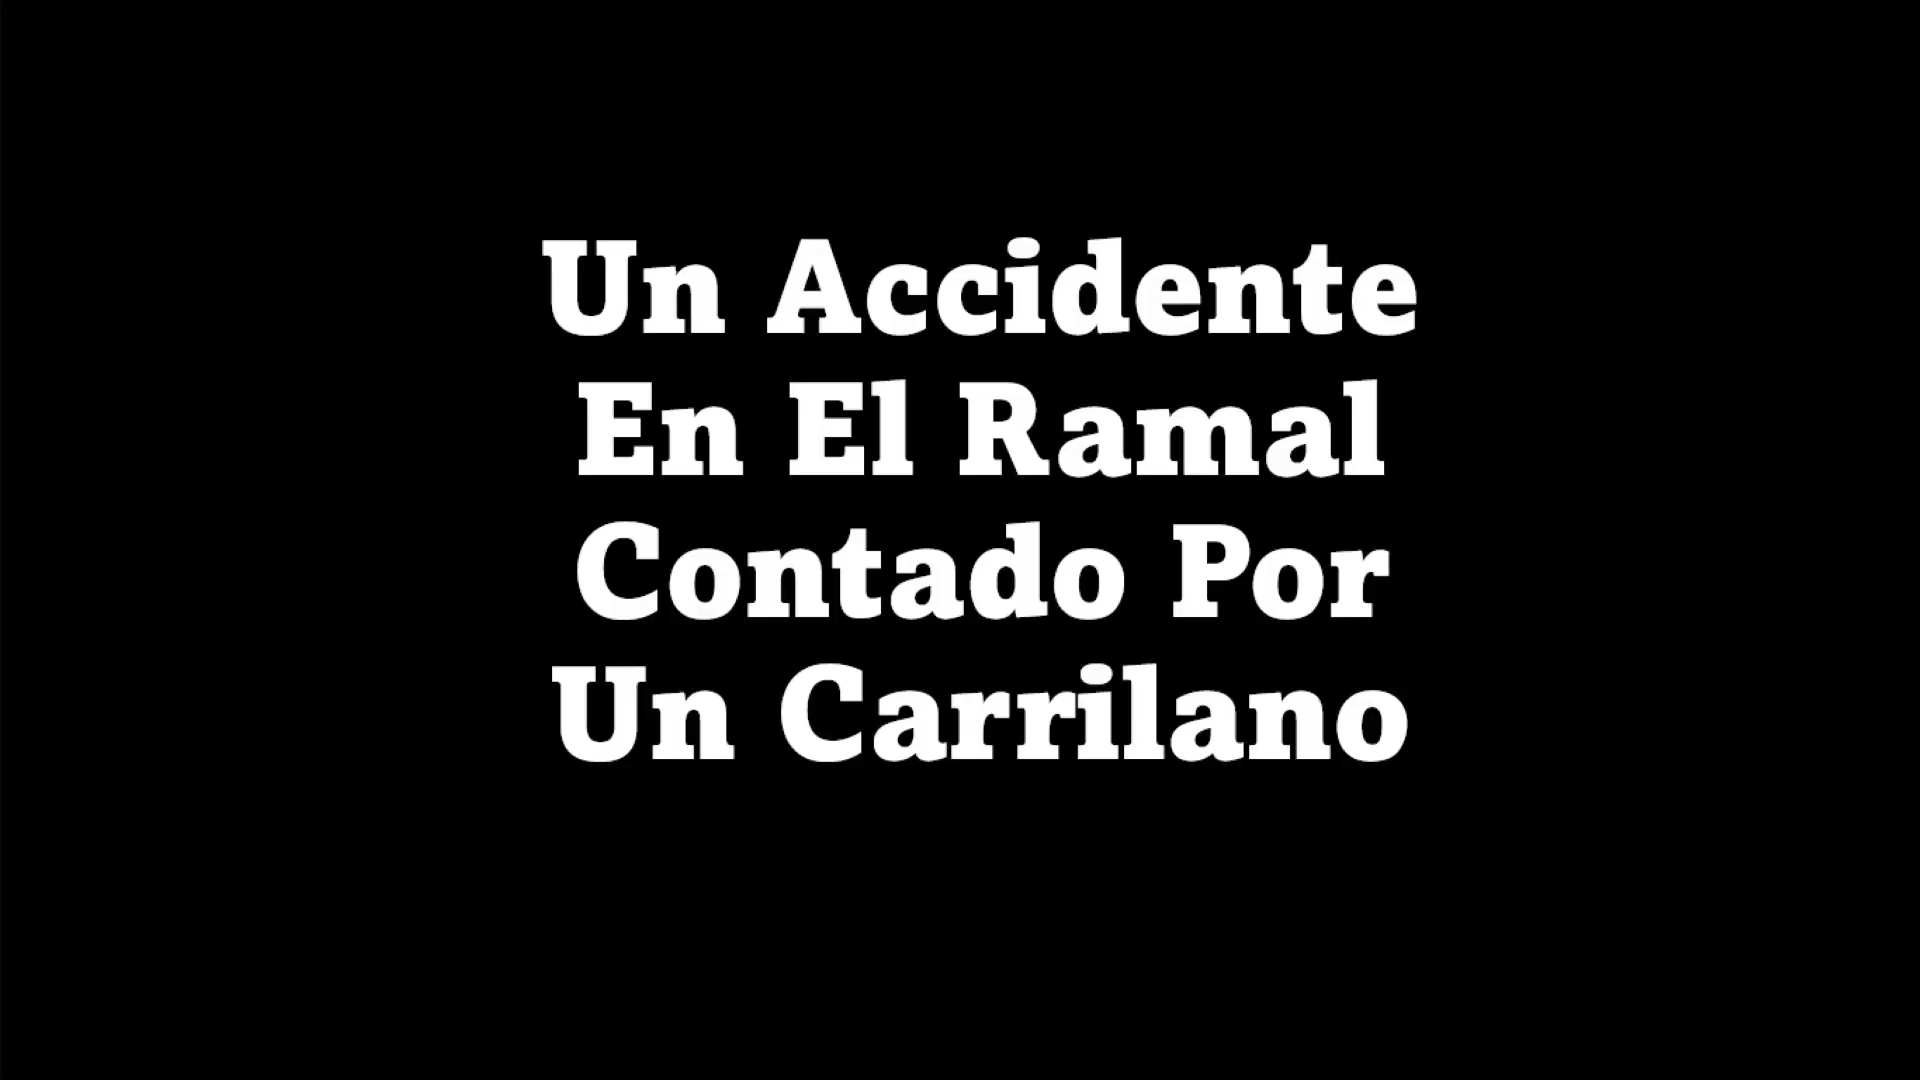 Un Accidente
En El Ramal
Contado Por
Un Carrilano